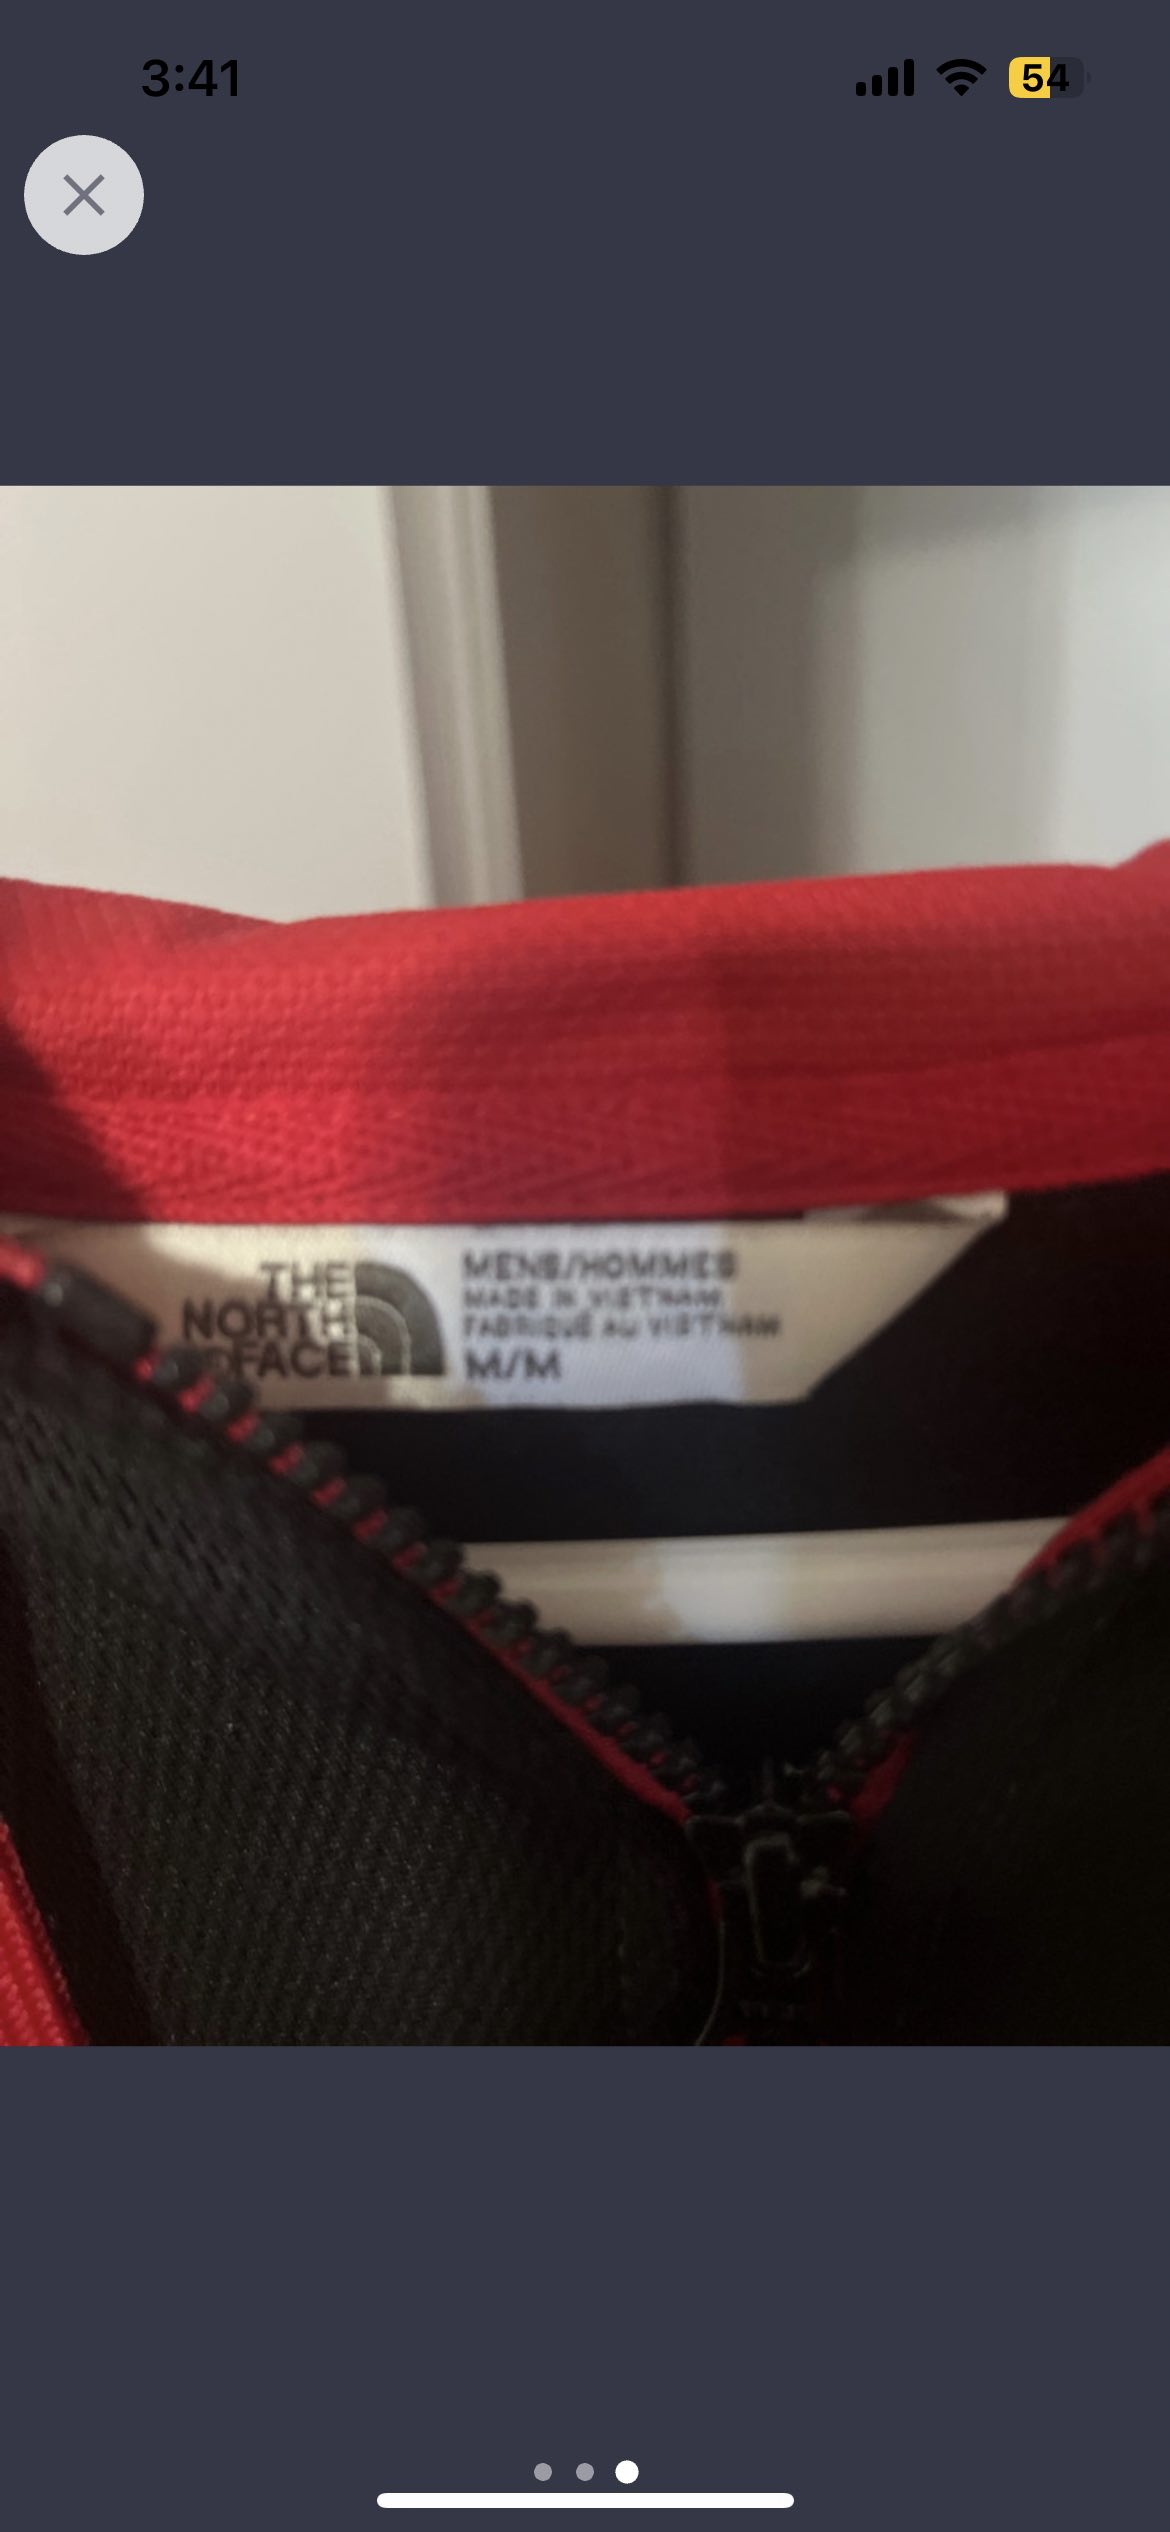 3:41
54
THE
NORTH
FACE
MENS/HOMMES
MADE IN VIETNAM
FABRIQUÉ AU VIETNAM
M/M